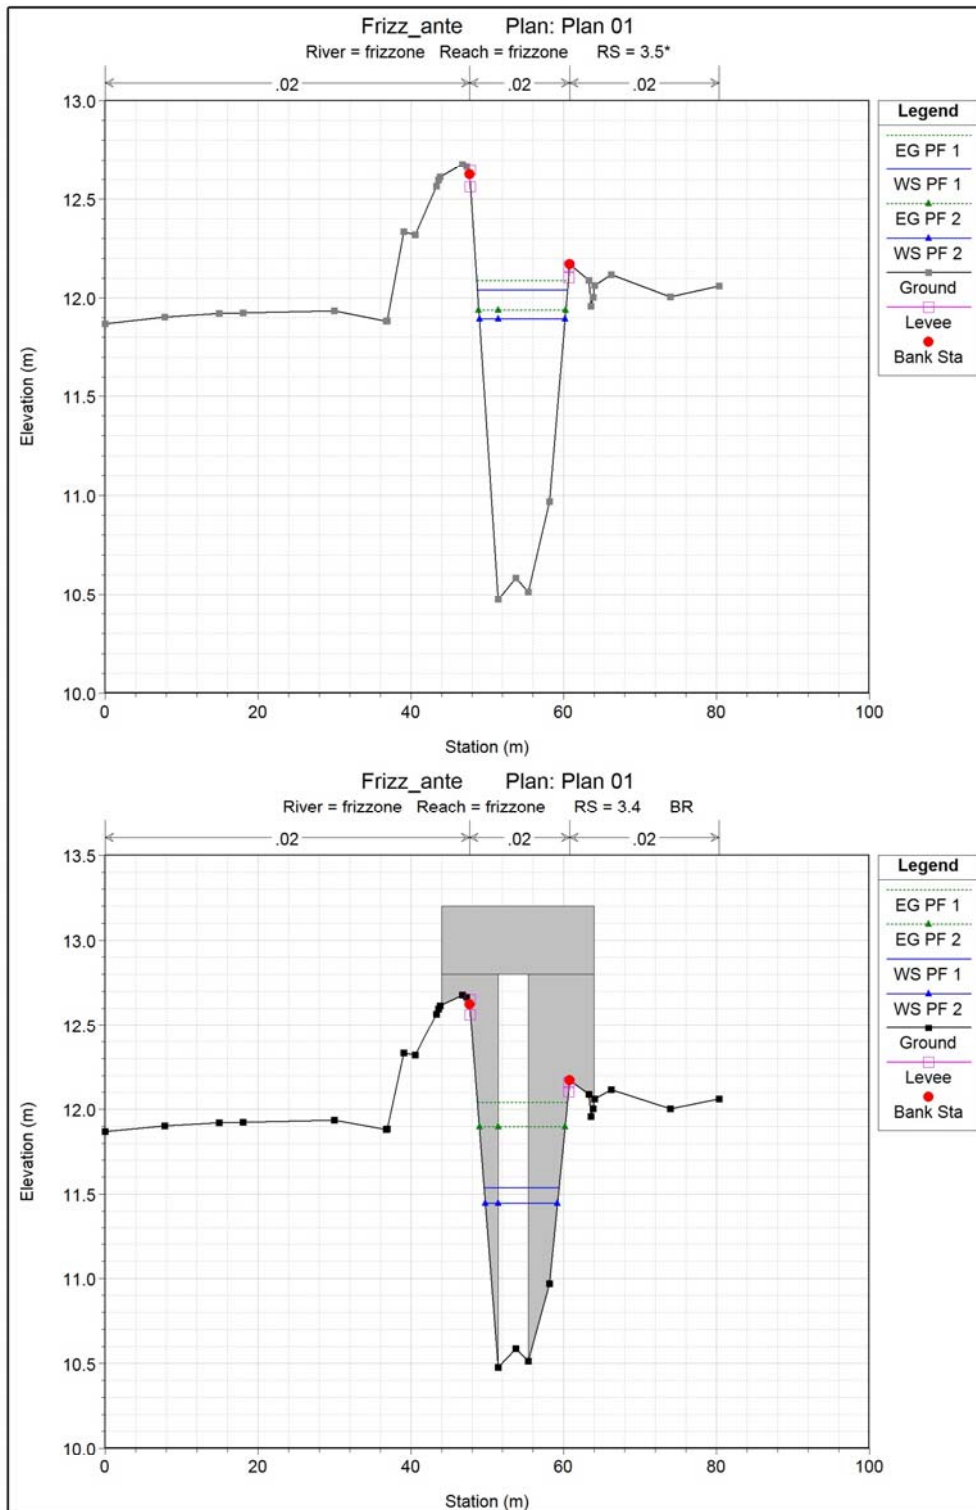 Frizz_ante Plan: Plan 01
River = frizzone Reach = frizzone RS = 3.5*
.02 .02 .02
13.0
12.5
12.0
11.5
11.0
10.5
10.0
Elevation (m)
0 20 40 60 80 100
Station (m)
Legend
EG PF 1
WS PF 1
EG PF 2
WS PF 2
Ground
Levee
Bank Sta
Frizz_ante Plan: Plan 01
River = frizzone Reach = frizzone RS = 3.4 BR
.02 .02 .02
13.5
13.0
12.5
12.0
11.5
11.0
10.5
10.0
Elevation (m)
0 20 40 60 80 100
Station (m)
Legend
EG PF 1
EG PF 2
WS PF 1
WS PF 2
Ground
Levee
Bank Sta